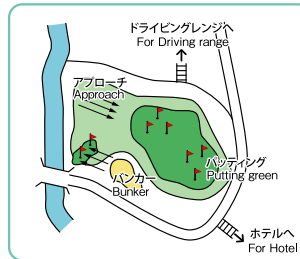 ドライビングレンジへ
For Driving range
アプローチ
Approach
パッティング
Putting green
バンカー
Bunker
ホテルへ
For Hotel